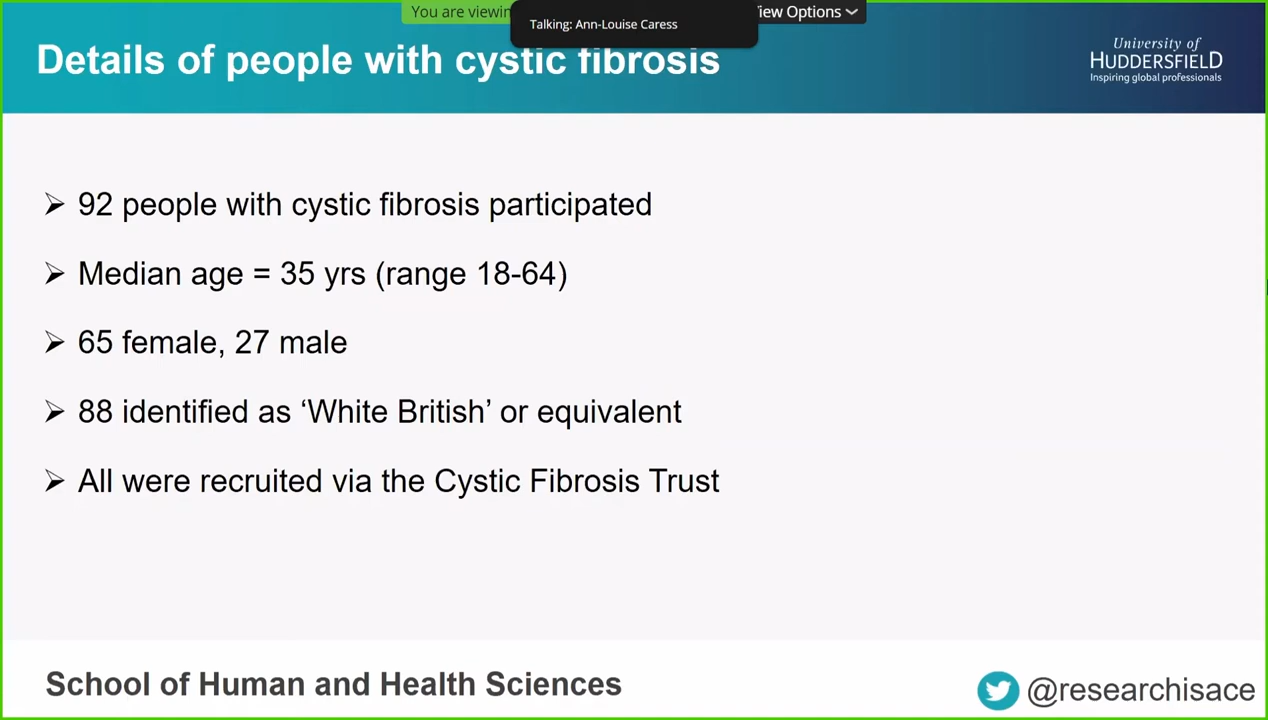 You are viewin
Talking: Ann-Louise Caress
iew Options
Details of people with cystic fibrosis
University of
HUDDERSFIELD
Inspiring global professionals
➢ 92 people with cystic fibrosis participated
➢ Median age = 35 yrs (range 18-64)
➢ 65 female, 27 male
➢ 88 identified as ‘White British’ or equivalent
➢ All were recruited via the Cystic Fibrosis Trust
School of Human and Health Sciences
@researchisace